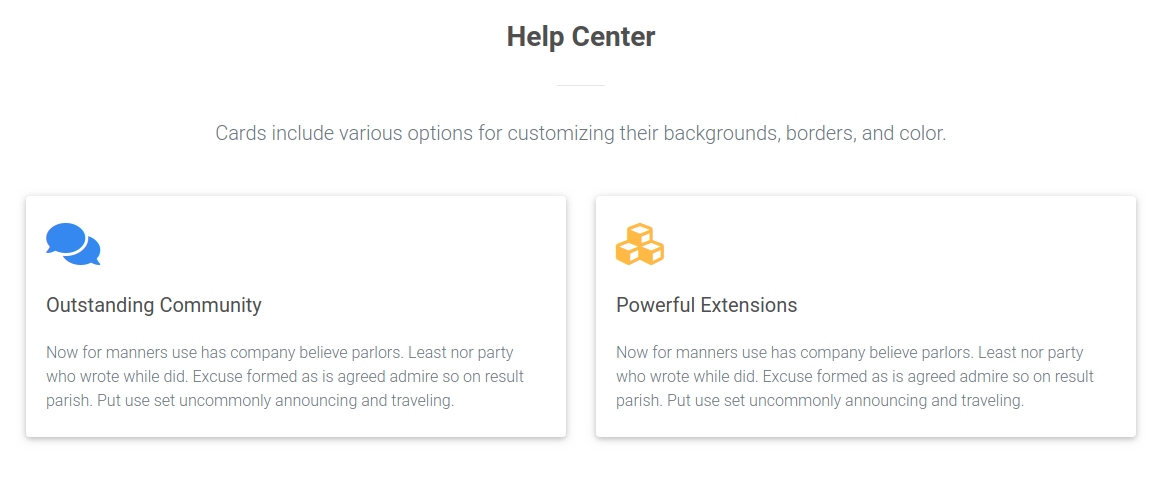 Help Center
Cards include various options for customizing their backgrounds, borders, and color.
Outstanding Community
Now for manners use has company believe parlors. Least nor party
who wrote while did. Excuse formed as is agreed admire so on result
parish. Put use set uncommonly announcing and traveling.
Powerful Extensions
Now for manners use has company believe parlors. Least nor party
who wrote while did. Excuse formed as is agreed admire so on result
parish. Put use set uncommonly announcing and traveling.